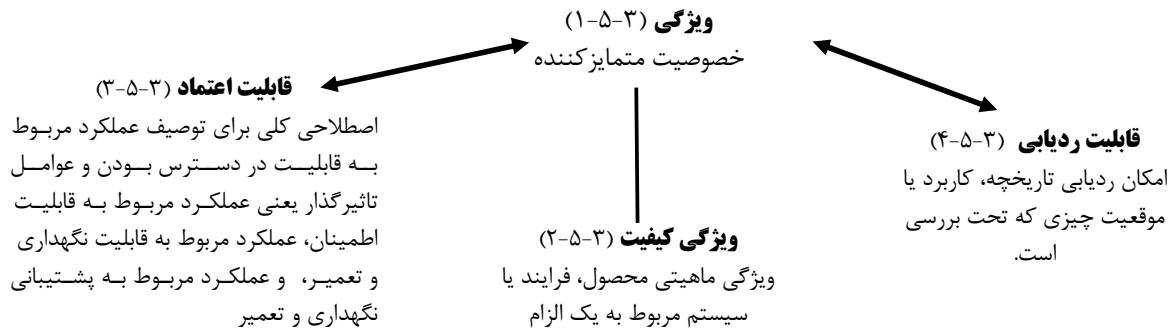 ویژگی (۳-۵-۱)
خصوصیت متمایزکننده
قابلیت اعتماد (۳-۵-۳)
اصطلاحی کلی برای توصیف عملکرد مربوط
به قابلیت در دسترس بودن و عوامل
تاثیرگذار یعنی عملکرد مربوط به قابلیت
اطمینان، عملکرد مربوط به قابلیت نگهداری
و تعمیر، و عملکرد مربوط به پشتیبانی
نگهداری و تعمیر
ویژگی کیفیت (۳-۵-۲)
ویژگی ماهیتی محصول، فرایند یا
سیستم مربوط به یک الزام
قابلیت ردیابی (۳-۵-۴)
امکان ردیابی تاریخچه، کاربرد یا
موقعیت چیزی که تحت بررسی
است.